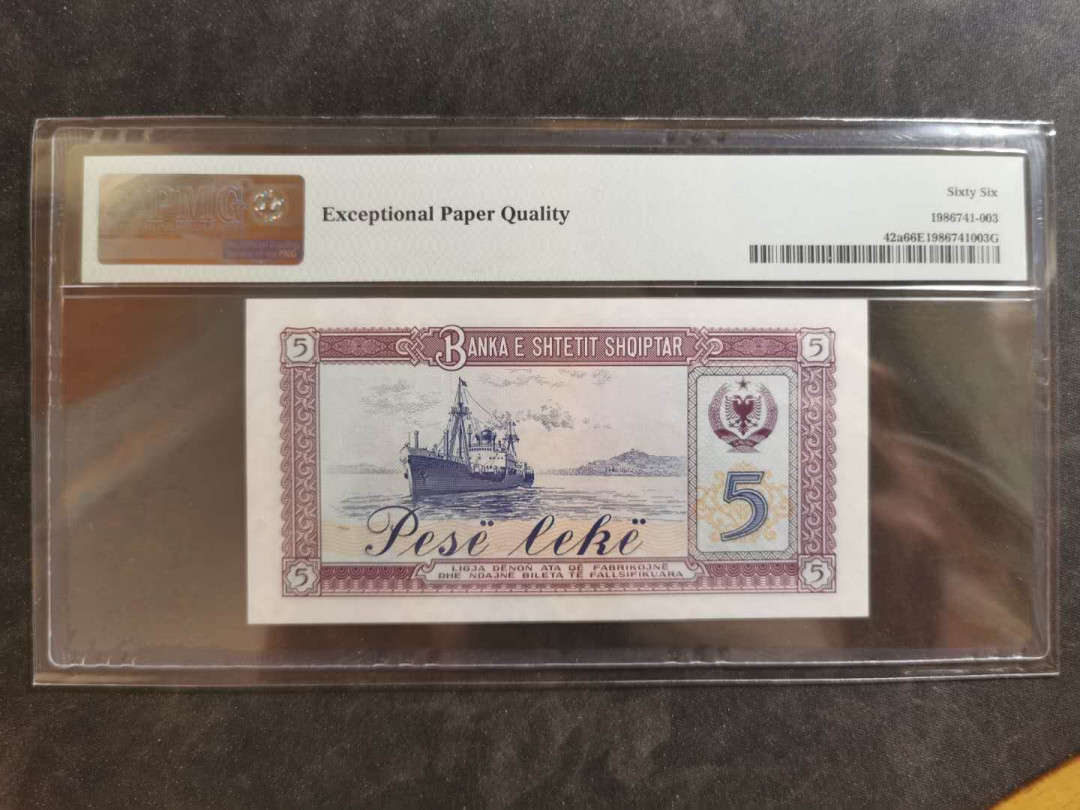 PMG
Exceptional Paper Quality
Sixty Six
1986741-003
42a66E1986741003G
5
BANKA E SHTETIT SHQIPTAR
5
5
Pesë lekë
5
LIGJA DËNON ATA QË FABRIKOJNË
DHE NDAJNË BILETA TË FALLSIFIKUARA
5